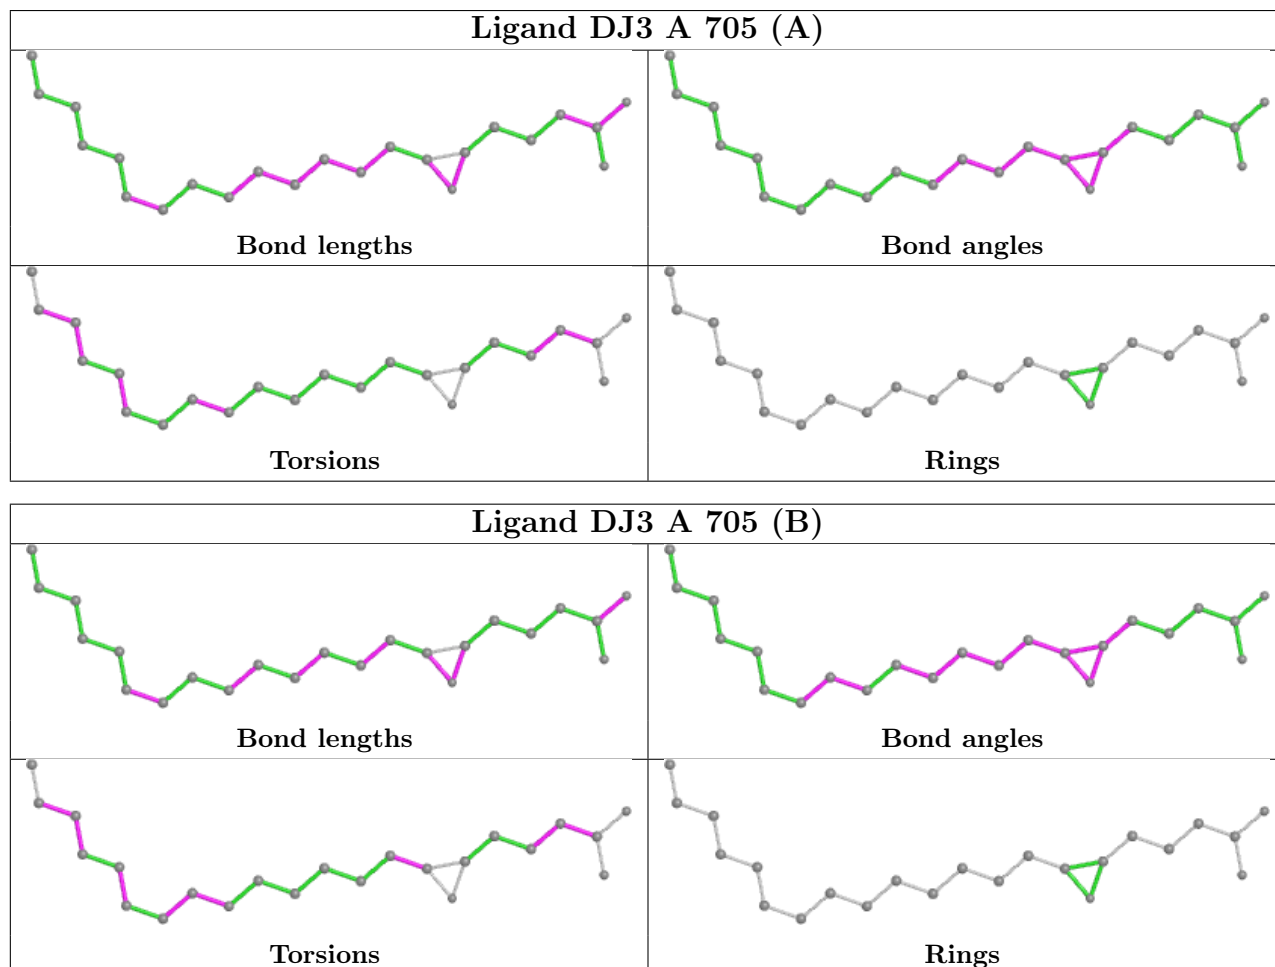 Ligand DJ3 A 705 (A)
Bond lengths
Bond angles
Torsions
Rings
Ligand DJ3 A 705 (B)
Bond lengths
Bond angles
Torsions
Rings